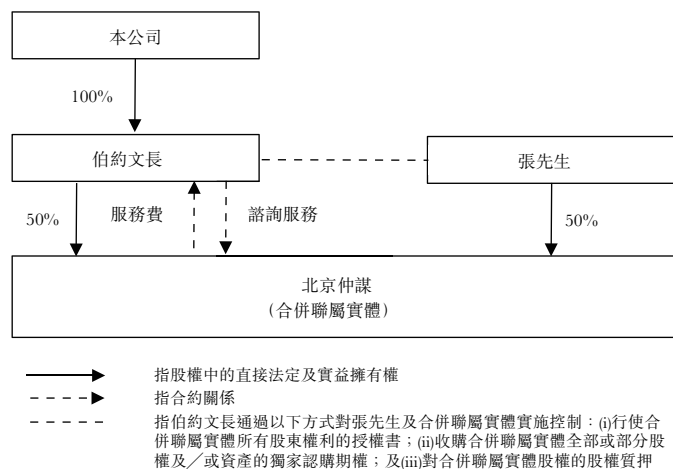 本公司
100%
伯約文長
張先生
50%
服務費
諮詢服務
50%
北京仲謀
(合併聯屬實體)
指股權中的直接法定及實益擁有權
指合約關係
指伯約文長通過以下方式對張先生及合併聯屬實體實施控制：(i)行使合
併聯屬實體所有股東權利的授權書；(ii)收購合併聯屬實體全部或部分股
權及／或資產的獨家認購期權；及(iii)對合併聯屬實體股權的股權質押